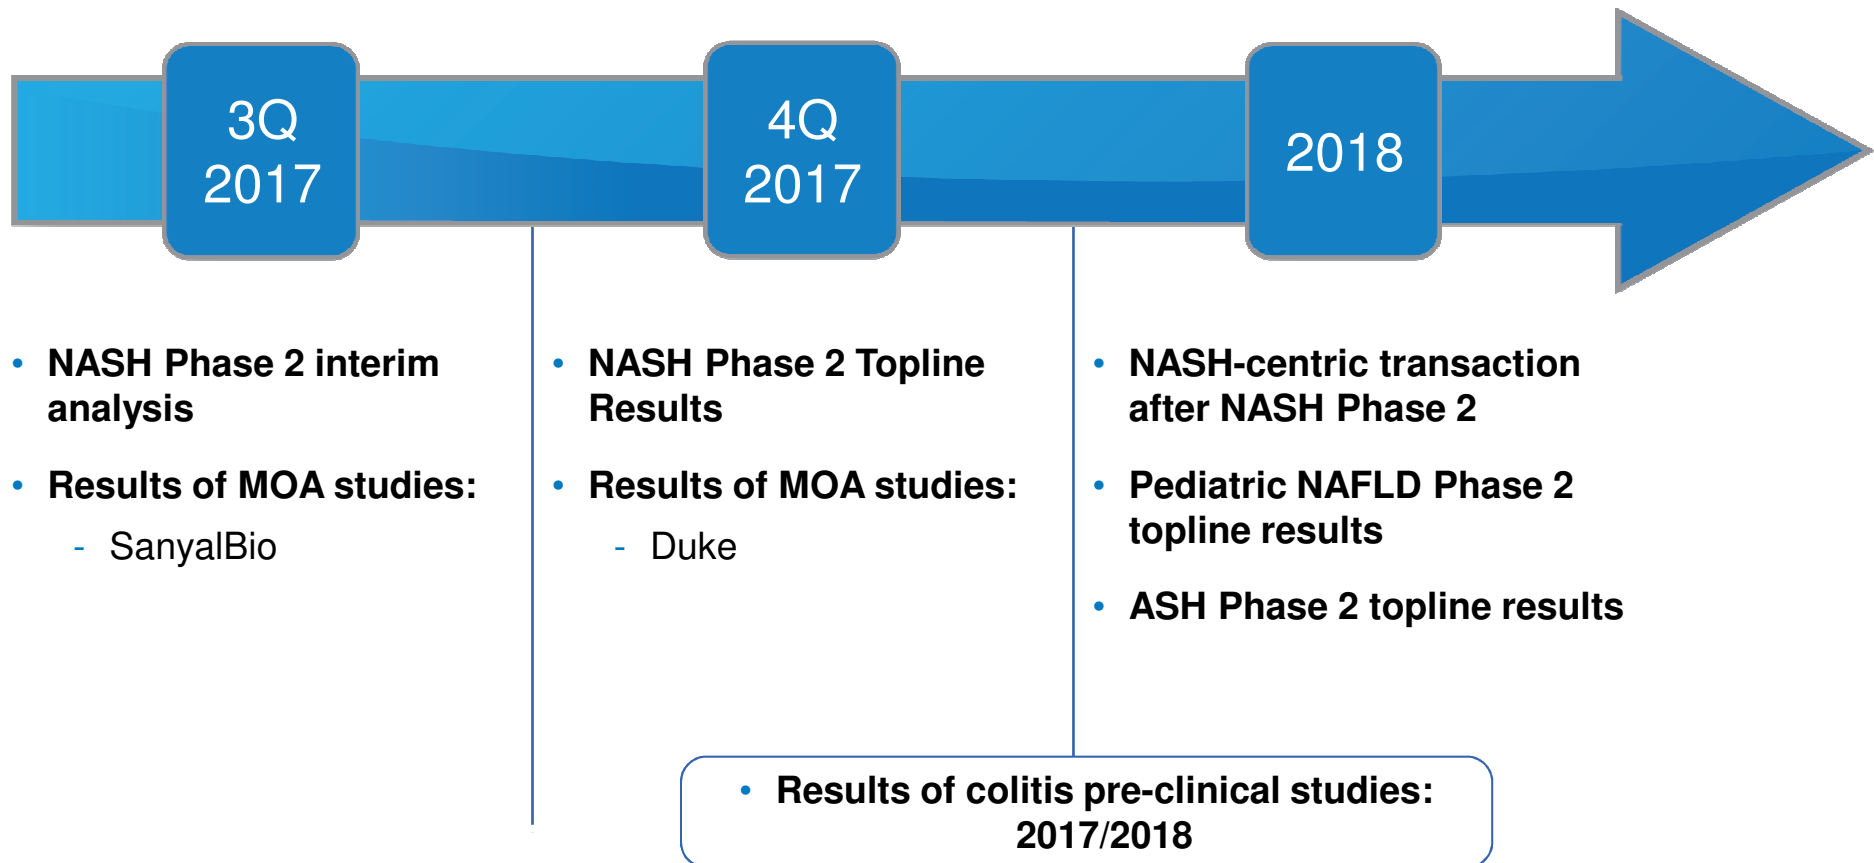 3Q
2017
4Q
2017
2018
• NASH Phase 2 interim
analysis
• Results of MOA studies:
- SanyalBio
• NASH Phase 2 Topline
Results
• Results of MOA studies:
- Duke
• NASH-centric transaction
after NASH Phase 2
• Pediatric NAFLD Phase 2
topline results
• ASH Phase 2 topline results
• Results of colitis pre-clinical studies:
2017/2018